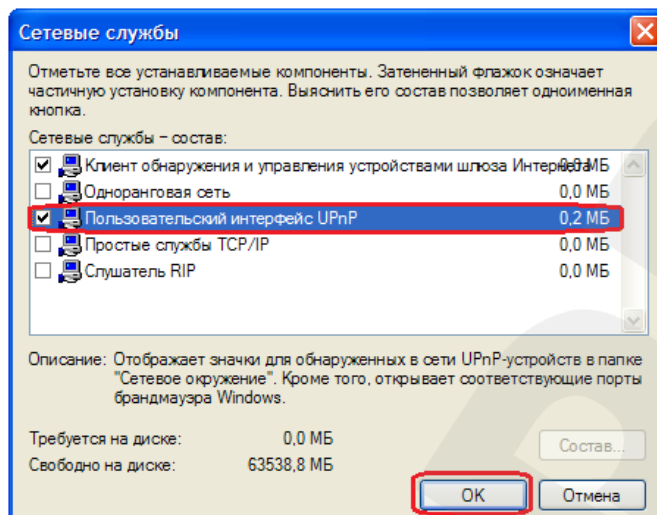 Сетевые службы
Отметьте все устанавливаемые компоненты. Затененный флажок означает
частичную установку компонента. Выяснить его состав позволяет одноименная
кнопка.
Сетевые службы – состав:
Клиент обнаружения и управления устройствами шлюза Интернета 0,0 МБ
Одноранговая сеть 0,0 МБ
Пользовательский интерфейс UPnP 0,2 МБ
Простые службы TCP/IP 0,0 МБ
Слушатель RIP 0,0 МБ
Описание: Отображает значки для обнаруженных в сети UPnP-устройств в папке
"Сетевое окружение". Кроме того, открывает соответствующие порты
брандмауэра Windows.
Требуется на диске: 0,0 МБ
Состав...
Свободно на диске: 63538,8 МБ
OK Отмена